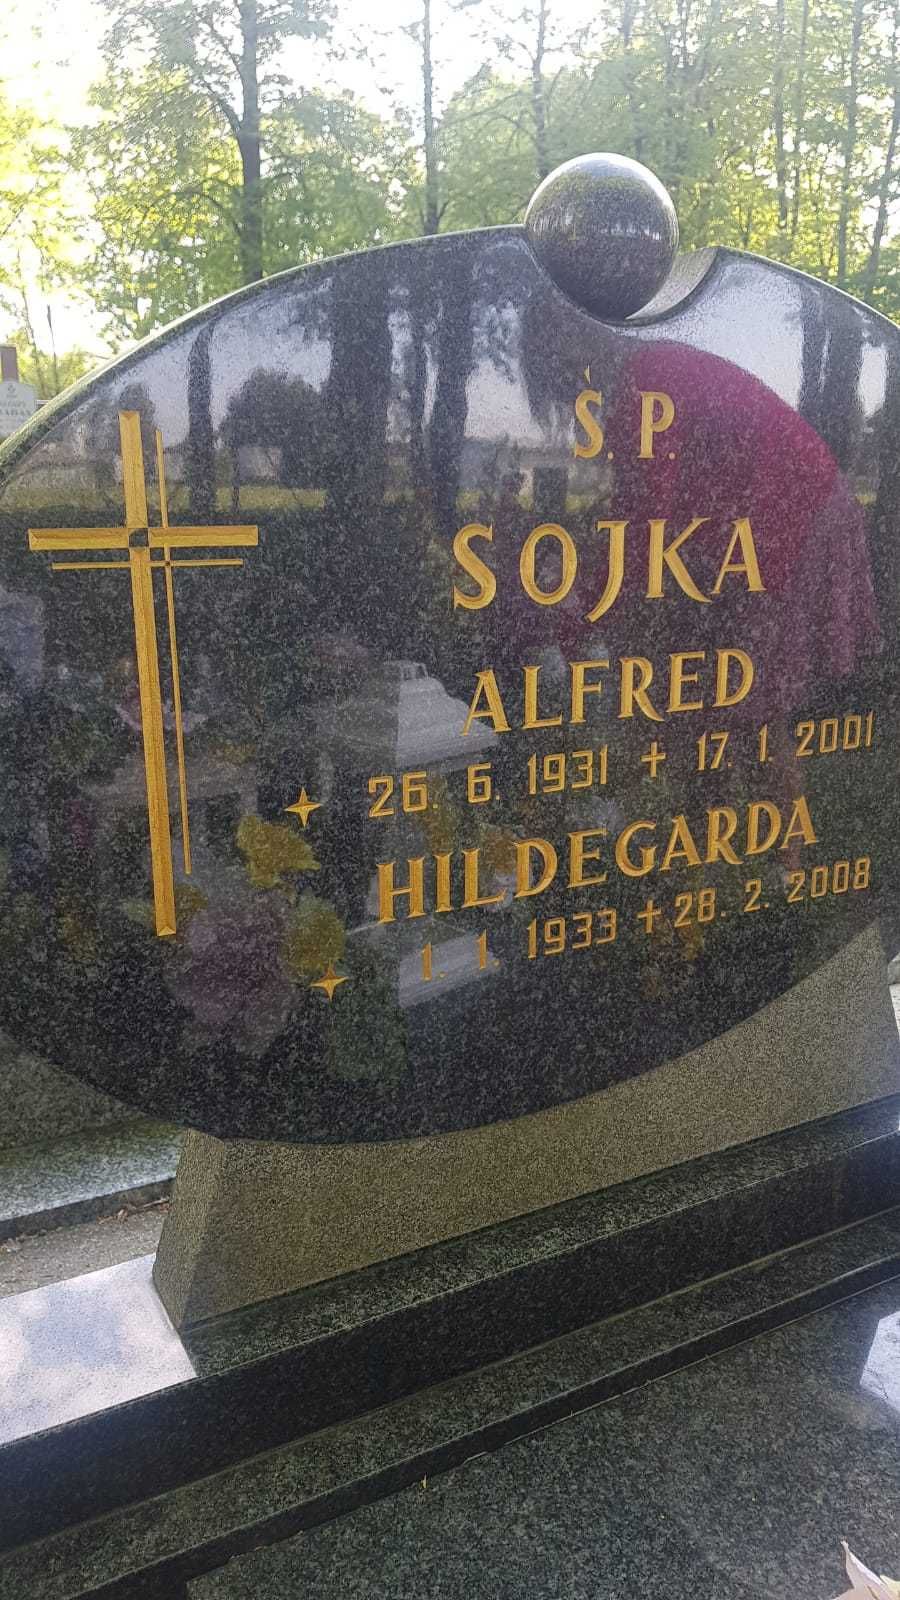 Ś. P.
SOJKA
ALFRED
26. 6. 1931 + 17. 1. 2001
HILDEGARDA
1. 1. 1933 + 28. 2. 2008